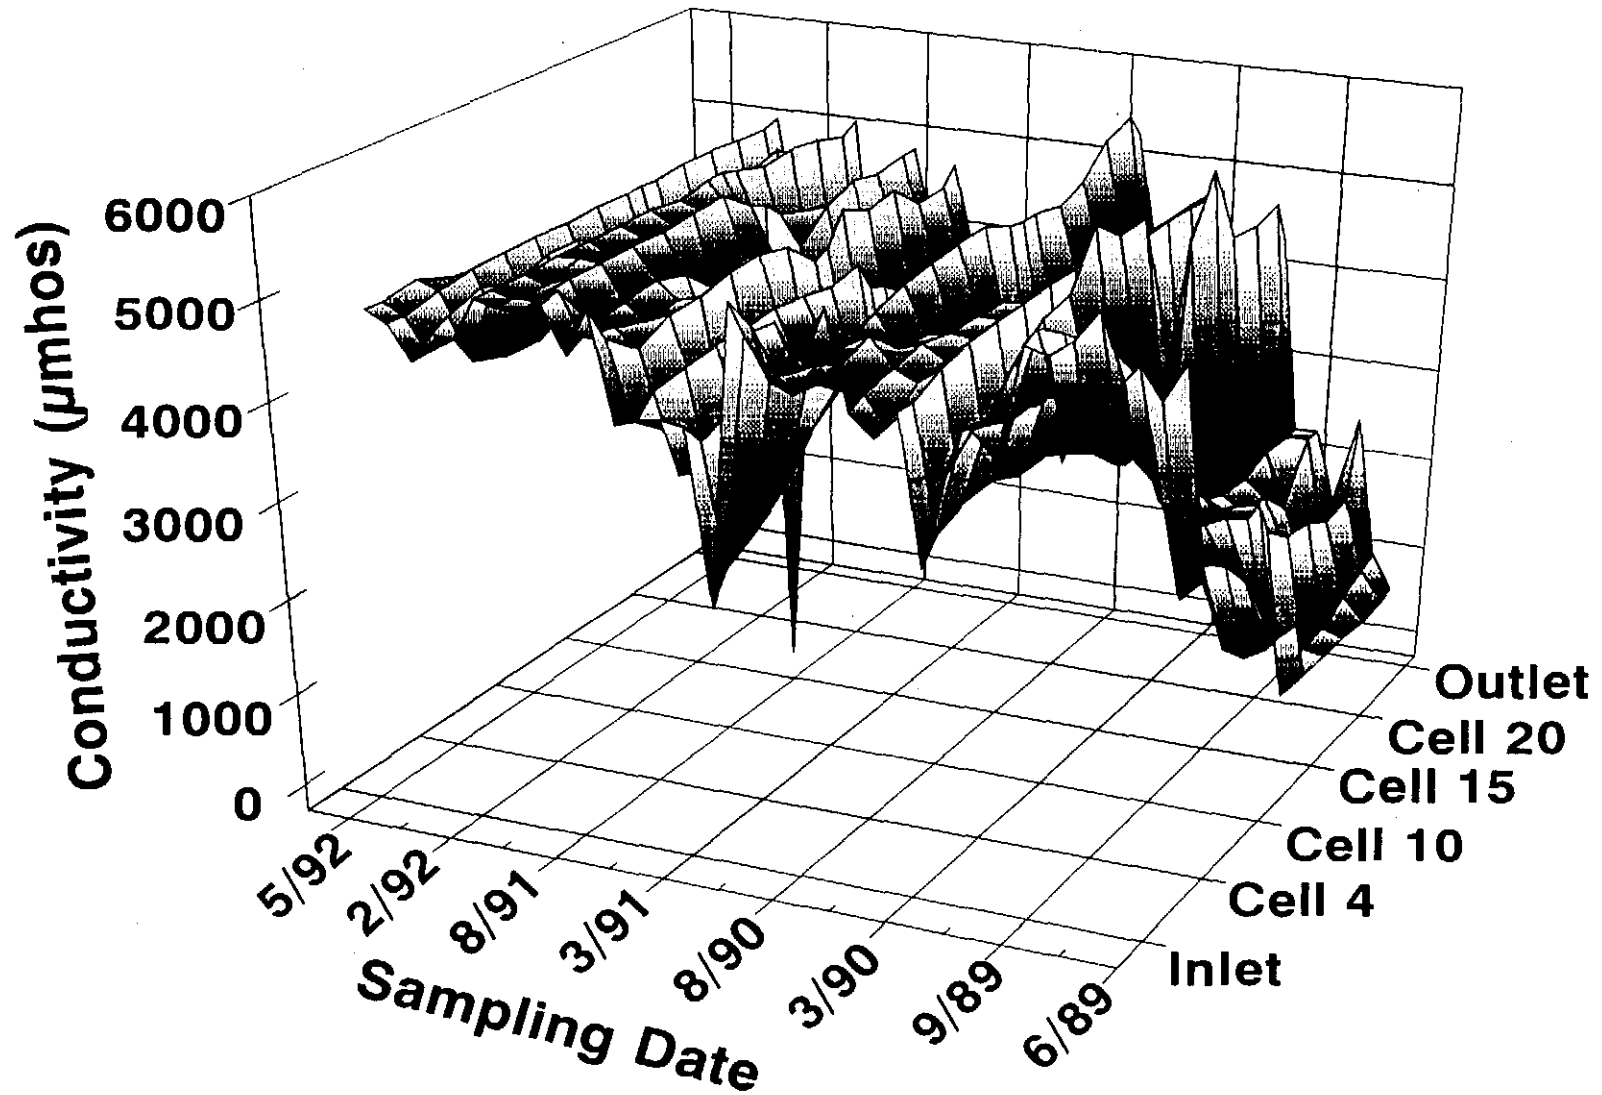 Conductivity (µmhos)
6000
5000
4000
3000
2000
1000
0
5/92
2/92
8/91
3/91
8/90
3/90
9/89
6/89
Sampling Date
Outlet
Cell 20
Cell 15
Cell 10
Cell 4
Inlet